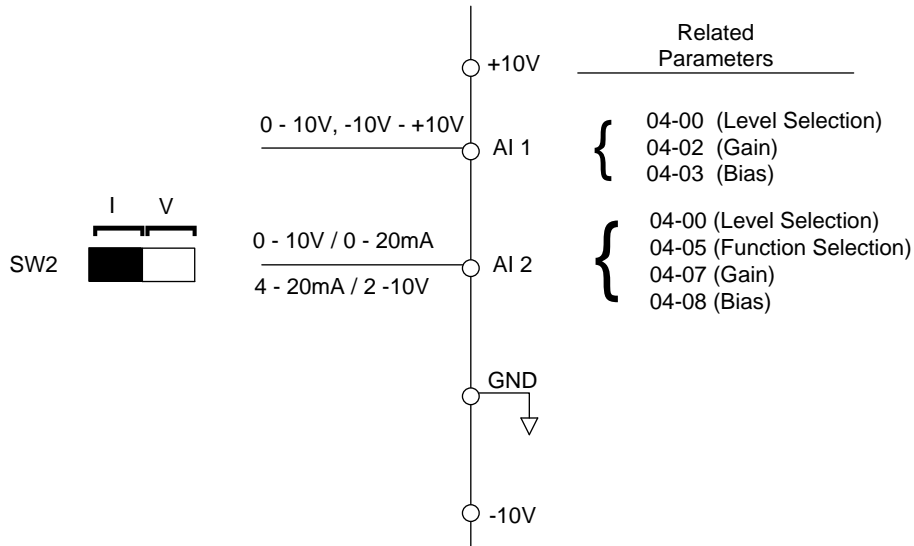 Related
Parameters
+10V
0 - 10V, -10V - +10V
AI 1
04-00 (Level Selection)
04-02 (Gain)
04-03 (Bias)
I V
SW2
0 - 10V / 0 - 20mA
4 - 20mA / 2 -10V
AI 2
04-00 (Level Selection)
04-05 (Function Selection)
04-07 (Gain)
04-08 (Bias)
GND
-10V